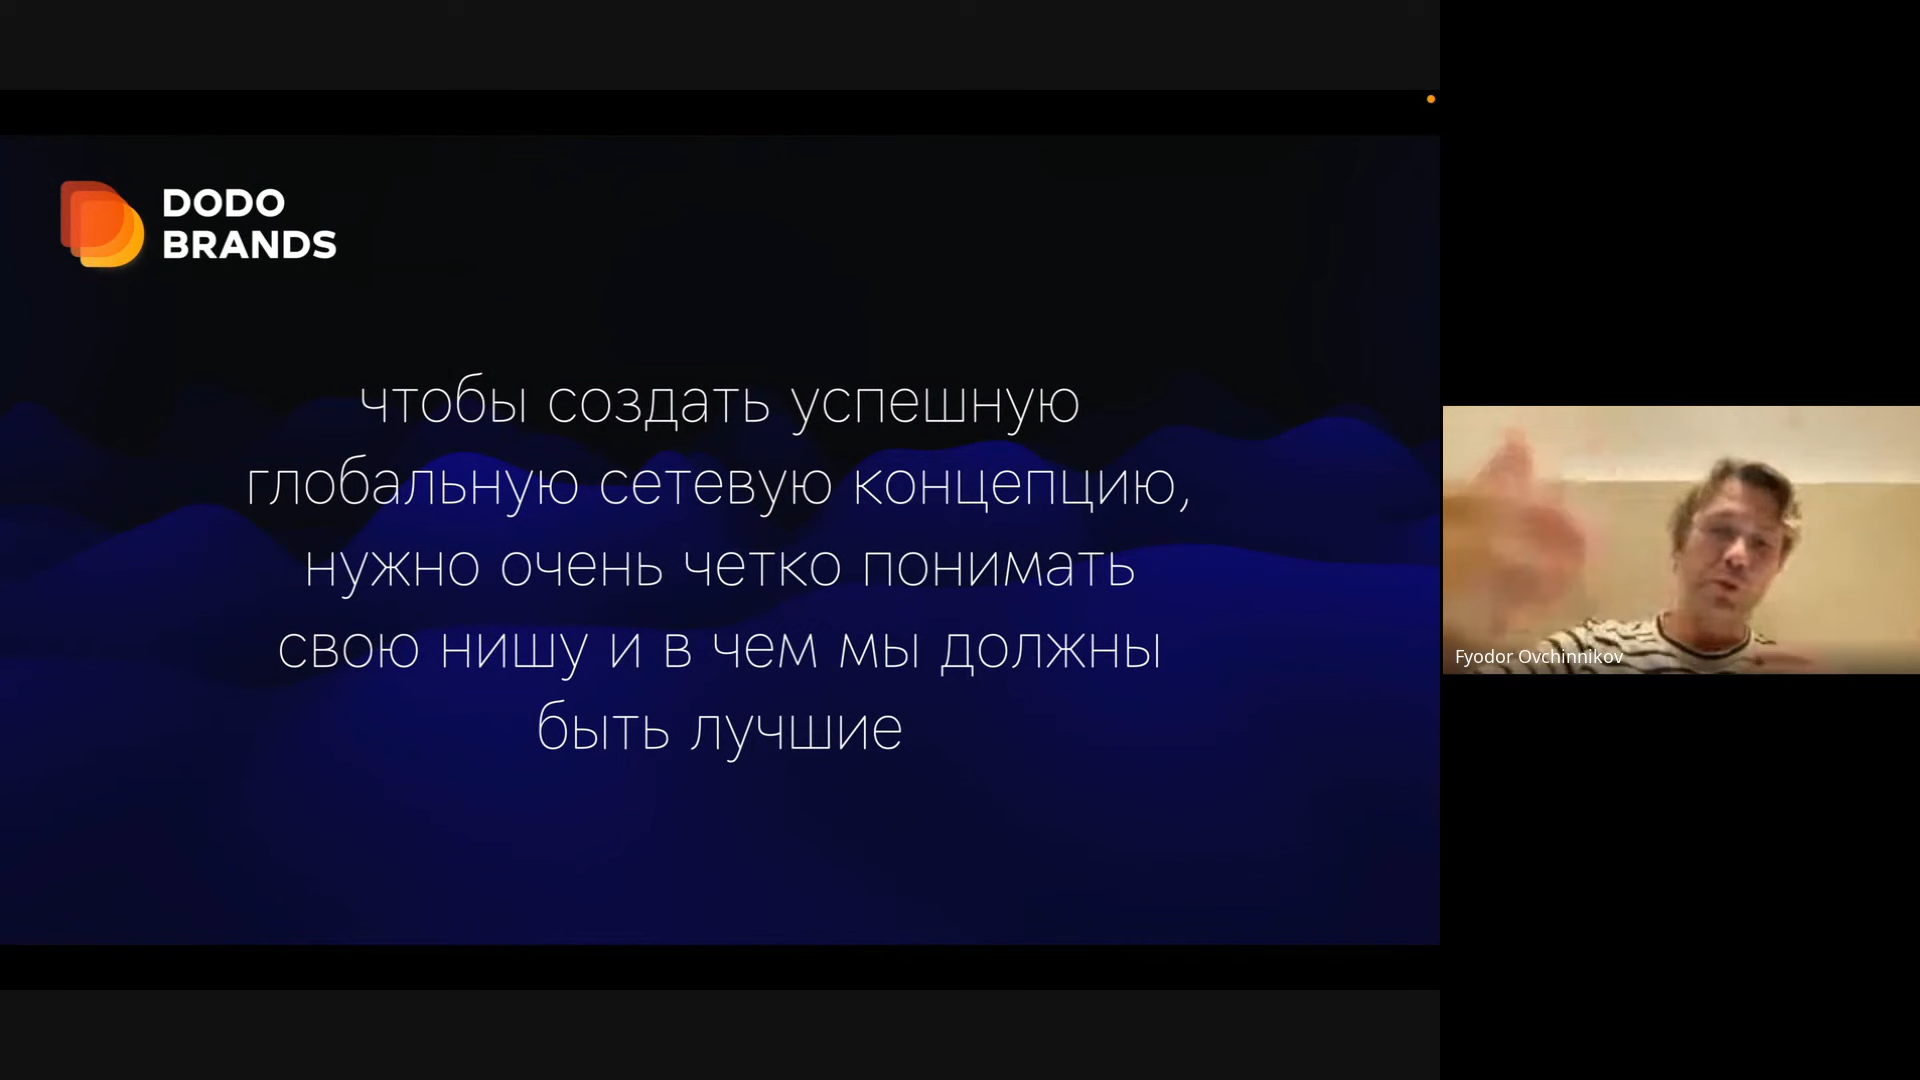 DODO
BRANDS
чтобы создать успешную
глобальную сетевую концепцию,
нужно очень четко понимать
свою нишу и в чем мы должны
быть лучшие
Fyodor Ovchinnikov